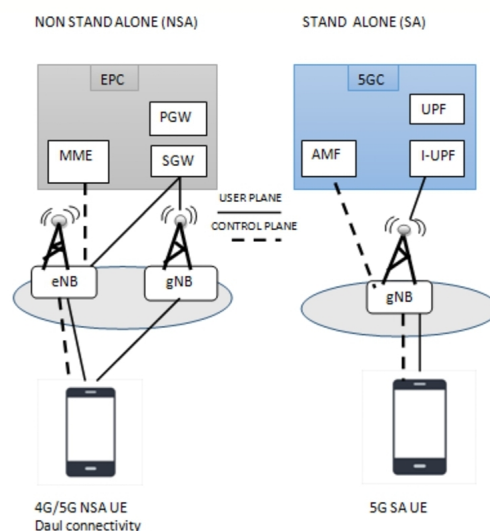 NON STAND ALONE (NSA)
STAND ALONE (SA)
EPC
PGW
MME
SGW
5GC
UPF
AMF
I-UPF
USER PLANE
CONTROL PLANE
eNB
gNB
gNB
4G/5G NSA UE
Daul connectivity
5G SA UE